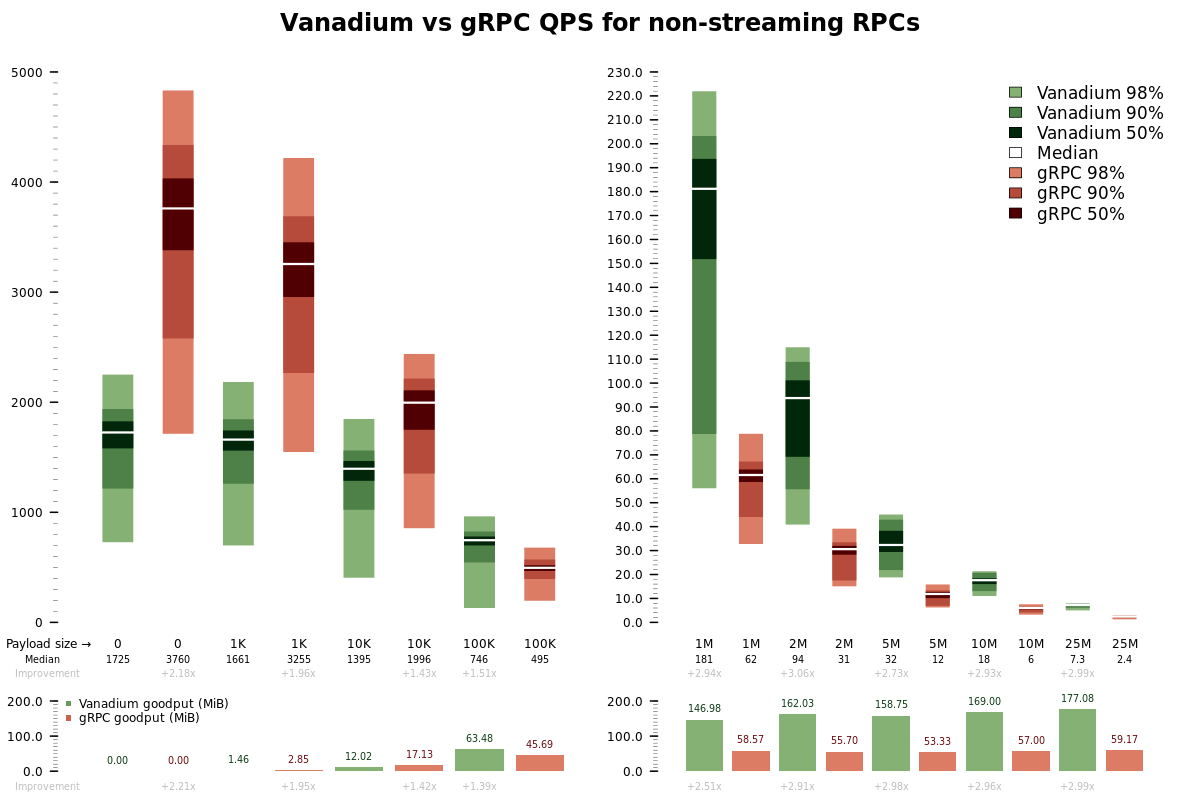 Vanadium vs gRPC QPS for non-streaming RPCs
5000
4000
3000
2000
1000
0
Payload size → 0 0 1K 1K 10K 10K 100K 100K
Median 1725 3760 1661 3255 1395 1996 746 495
Improvement +2.18x +1.96x +1.43x +1.51x
230.0
220.0
210.0
200.0
190.0
180.0
170.0
160.0
150.0
140.0
130.0
120.0
110.0
100.0
90.0
80.0
70.0
60.0
50.0
40.0
30.0
20.0
10.0
0.0
Vanadium 98%
Vanadium 90%
Vanadium 50%
Median
gRPC 98%
gRPC 90%
gRPC 50%
1M 1M 2M 2M 5M 5M 10M 10M 25M 25M
181 62 94 31 32 12 18 6 7.3 2.4
+2.94x +3.06x +2.73x +2.93x +2.99x
200.0
100.0
0.0
Vanadium goodput (MiB)
gRPC goodput (MiB)
0.00 0.00 1.46 2.85 12.02 17.13 63.48 45.69
Improvement +2.21x +1.95x +1.42x +1.39x
200.0
100.0
0.0
146.98 58.57 162.03 55.70 158.75 53.33 169.00 57.00 177.08 59.17
+2.51x +2.91x +2.98x +2.96x +2.99x